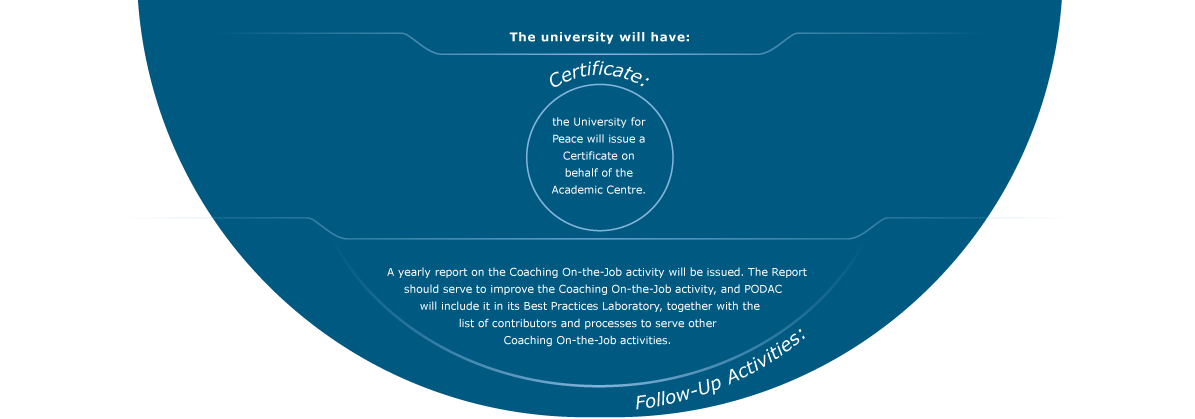 The university will have:
Certificate:
the University for
Peace will issue a
Certificate on
behalf of the
Academic Centre.
A yearly report on the Coaching On-the-Job activity will be issued. The Report
should serve to improve the Coaching On-the-Job activity, and PODAC
will include it in its Best Practices Laboratory, together with the
list of contributors and processes to serve other
Coaching On-the-Job activities.
Follow-Up Activities: